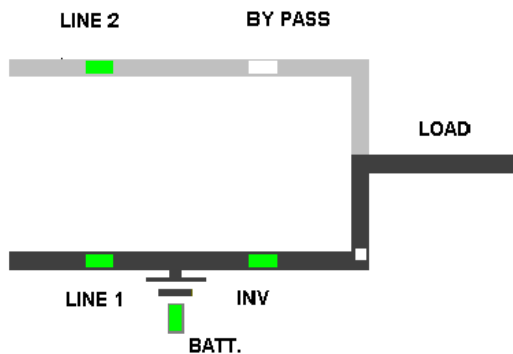 LINE 2
BY PASS
LOAD
LINE 1
INV
BATT.